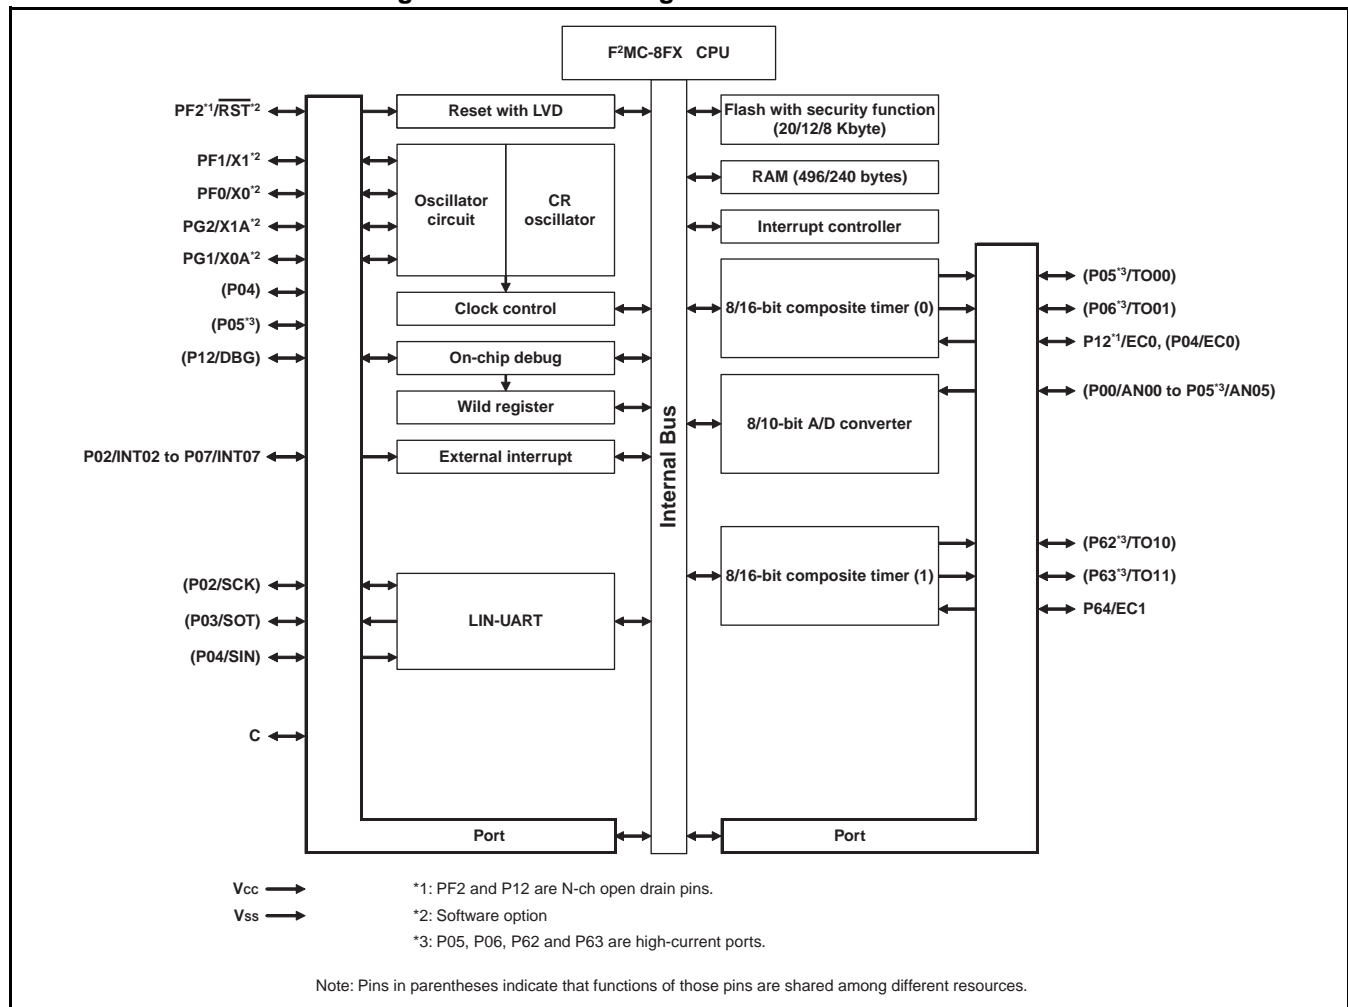 F²MC-8FX CPU
PF2*1/RST*2
PF1/X1*2
PF0/X0*2
PG2/X1A*2
PG1/X0A*2
(P04)
(P05*3)
(P12/DBG)
P02/INT02 to P07/INT07
(P02/SCK)
(P03/SOT)
(P04/SIN)
C
Reset with LVD
Oscillator
circuit
CR
oscillator
Clock control
On-chip debug
Wild register
External interrupt
LIN-UART
Port
Internal Bus
Flash with security function
(20/12/8 Kbyte)
RAM (496/240 bytes)
Interrupt controller
8/16-bit composite timer (0)
8/10-bit A/D converter
8/16-bit composite timer (1)
Port
(P05*3/TO00)
(P06*3/TO01)
P12*1/EC0, (P04/EC0)
(P00/AN00 to P05*3/AN05)
(P62*3/TO10)
(P63*3/TO11)
P64/EC1
Vcc
Vss
*1: PF2 and P12 are N-ch open drain pins.
*2: Software option
*3: P05, P06, P62 and P63 are high-current ports.
Note: Pins in parentheses indicate that functions of those pins are shared among different resources.